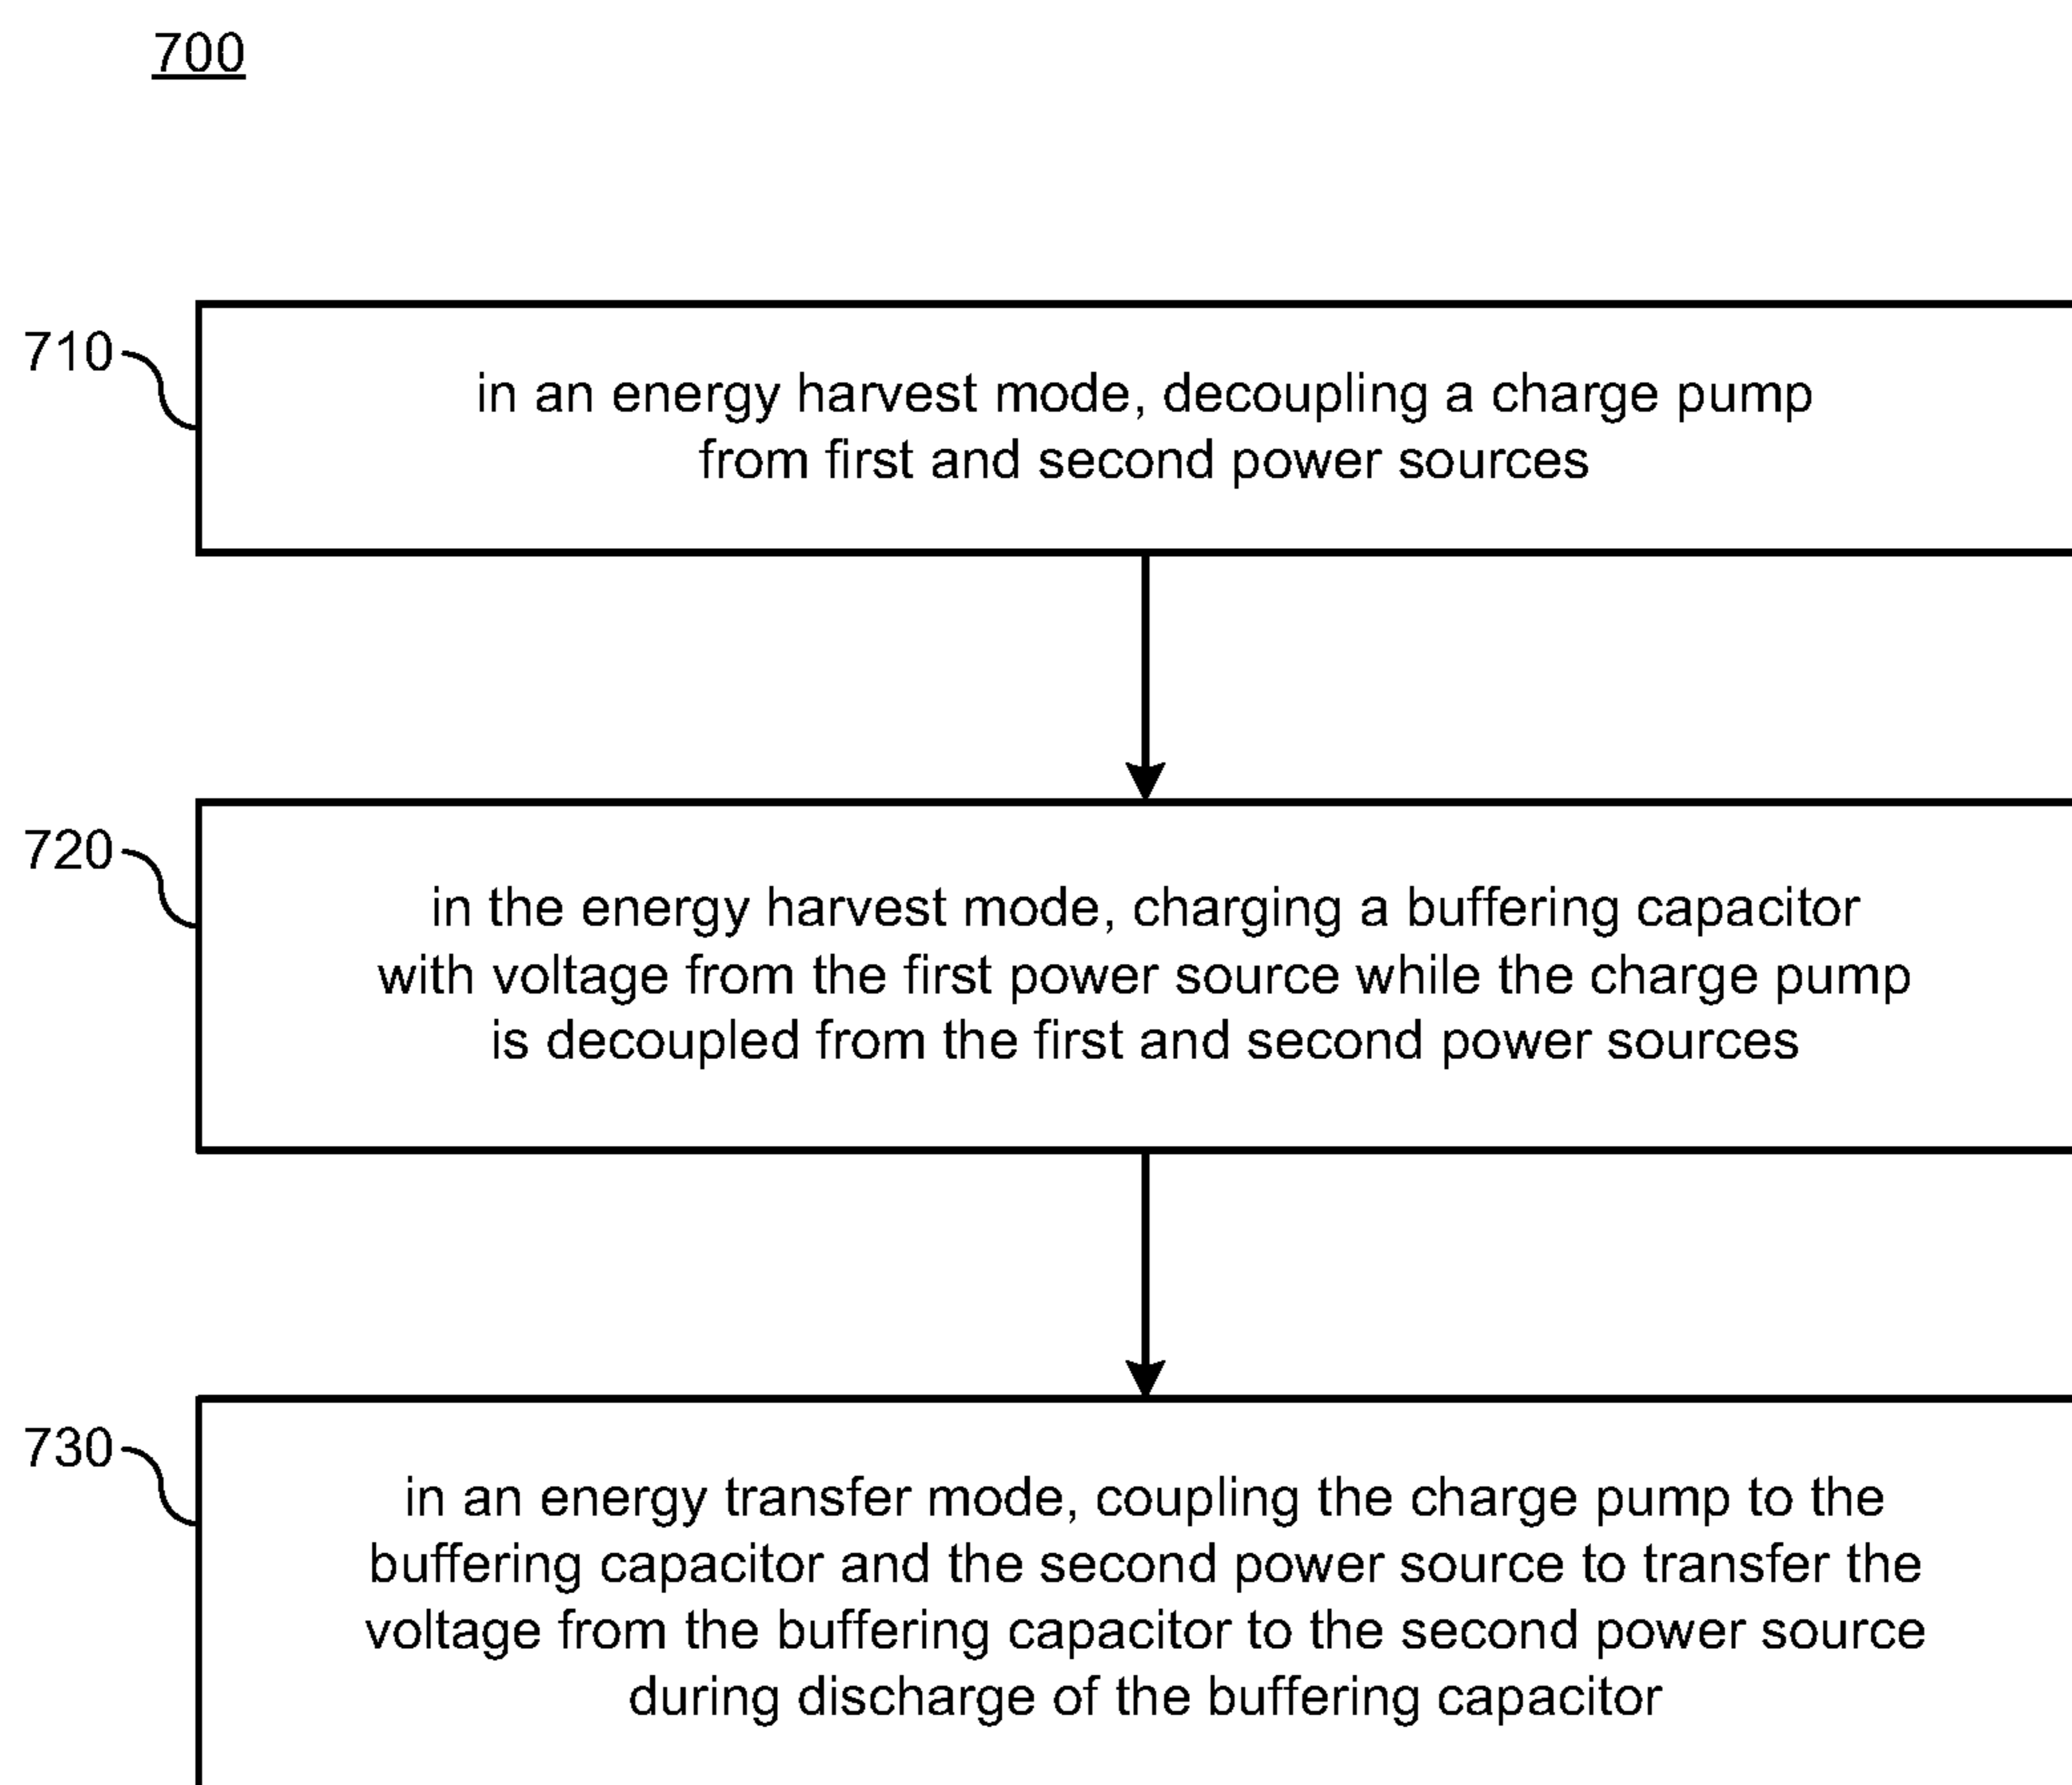 700
710
in an energy harvest mode, decoupling a charge pump
from first and second power sources
720
in the energy harvest mode, charging a buffering capacitor
with voltage from the first power source while the charge pump
is decoupled from the first and second power sources
730
in an energy transfer mode, coupling the charge pump to the
buffering capacitor and the second power source to transfer the
voltage from the buffering capacitor to the second power source
during discharge of the buffering capacitor